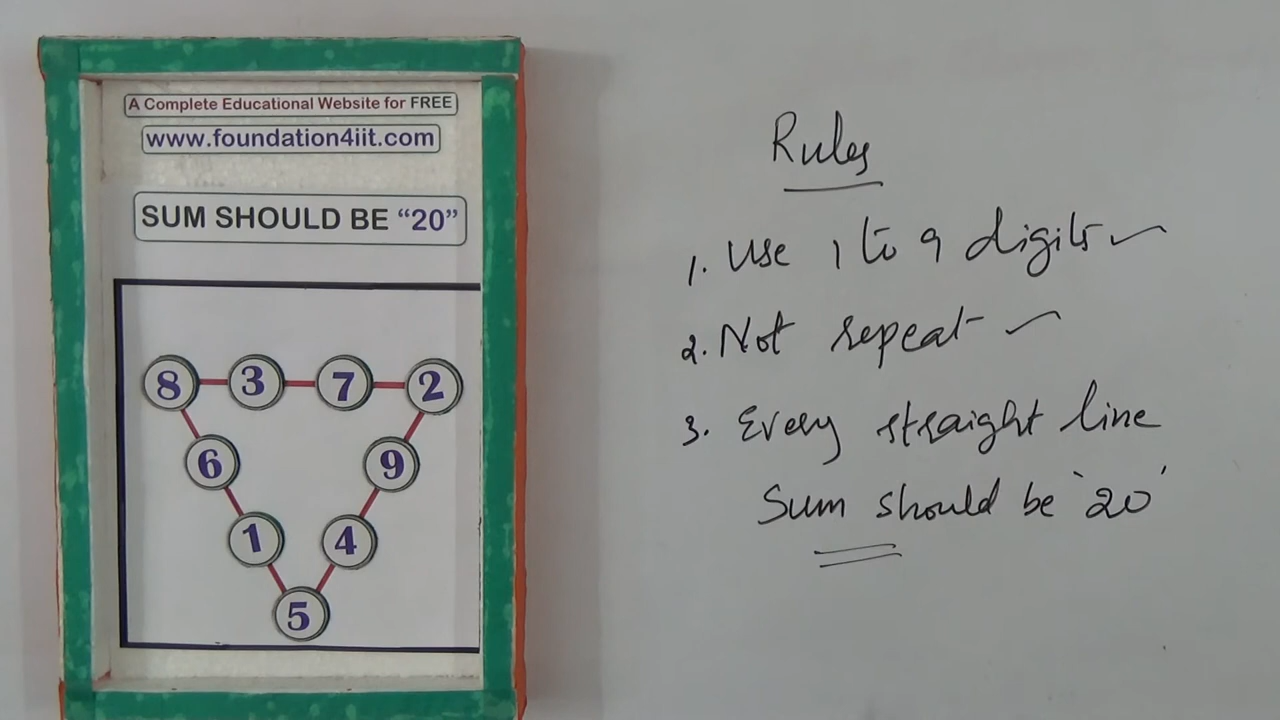 A Complete Educational Website for FREE
www.foundation4iit.com
SUM SHOULD BE “20”
8 3 7 2
6 9
1 4
5
Rules
1. Use 1 to 9 digits
2. Not repeat
3. Every straight line
Sum should be '20'